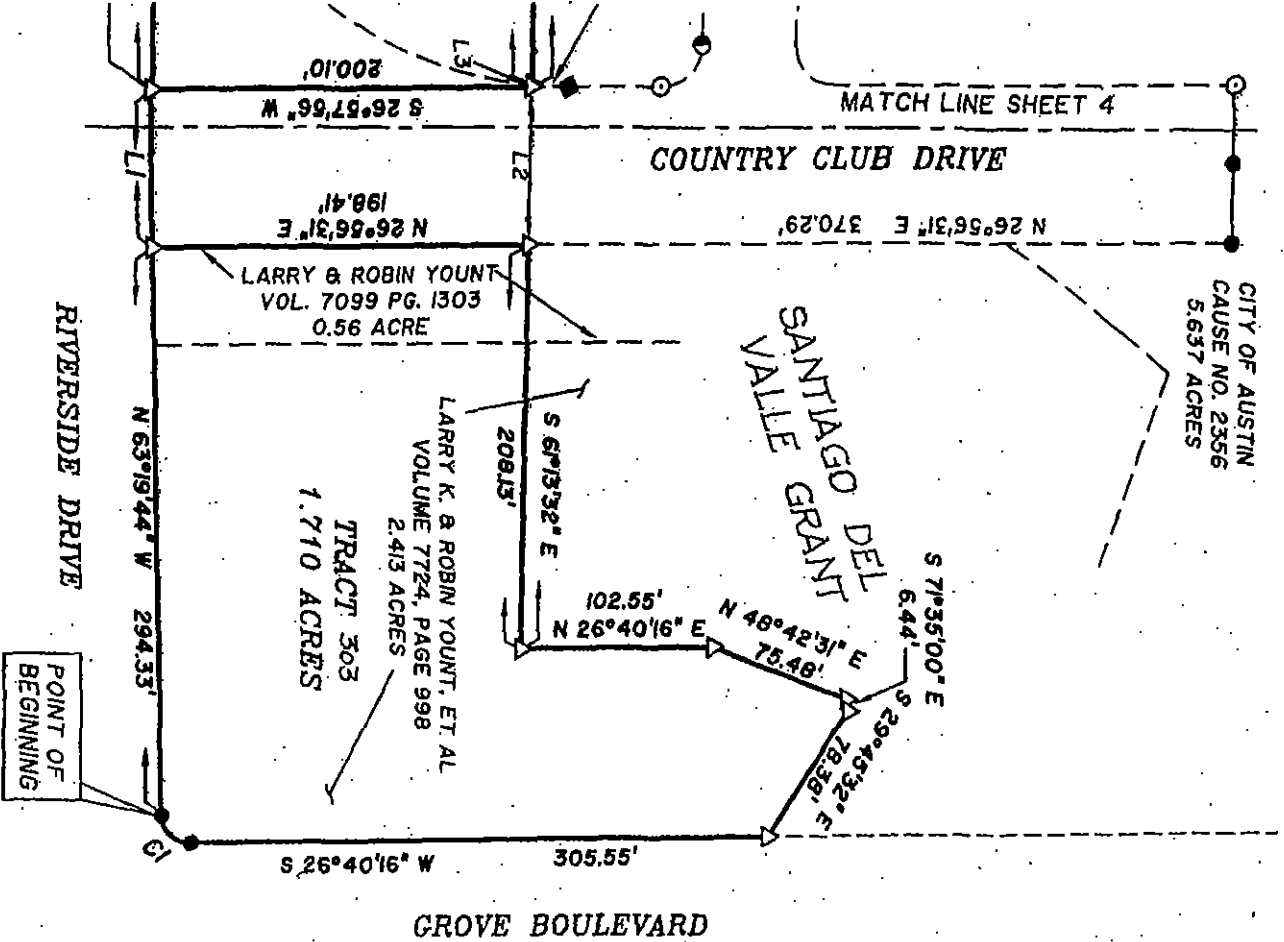 L3
200.10'
S 26°57'56" W
MATCH LINE SHEET 4
COUNTRY CLUB DRIVE
L1
L2
198.41'
N 26°56'31" E
N 26°56'31" E 370.29'
LARRY & ROBIN YOUNT
VOL. 7099 PG. 1303
0.56 ACRE
CITY OF AUSTIN
CAUSE NO. 2356
5.637 ACRES
SANTIAGO DEL
VALLE GRANT
RIVERSIDE DRIVE
N 63°19'44" W 294.33'
S 61°13'32" E
208.13'
LARRY K. & ROBIN YOUNT, ET AL
VOLUME 7724, PAGE 998
2.413 ACRES
TRACT 303
1.710 ACRES
102.55'
N 26°40'16" E
N 48°42'31" E
75.48'
S 71°35'00" E
6.44'
S 29°45'32" E
78.38'
POINT OF
BEGINNING
C1
S 26°40'16" W 305.55'
GROVE BOULEVARD